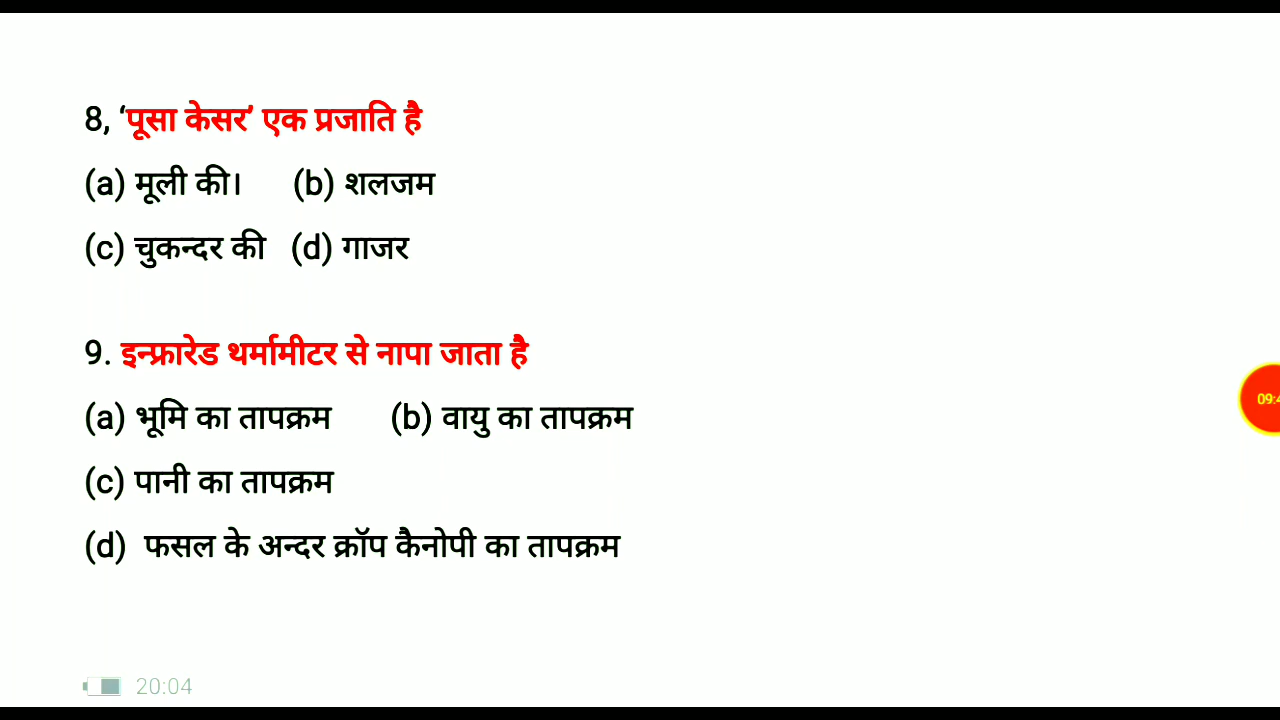 8, ‘पूसा केसर’ एक प्रजाति है
(a) मूली की। (b) शलजम
(c) चुकन्दर की (d) गाजर
9. इन्फ्रारेड थर्मामीटर से नापा जाता है
(a) भूमि का तापक्रम (b) वायु का तापक्रम
(c) पानी का तापक्रम
(d) फसल के अन्दर क्रॉप कैनोपी का तापक्रम
20:04